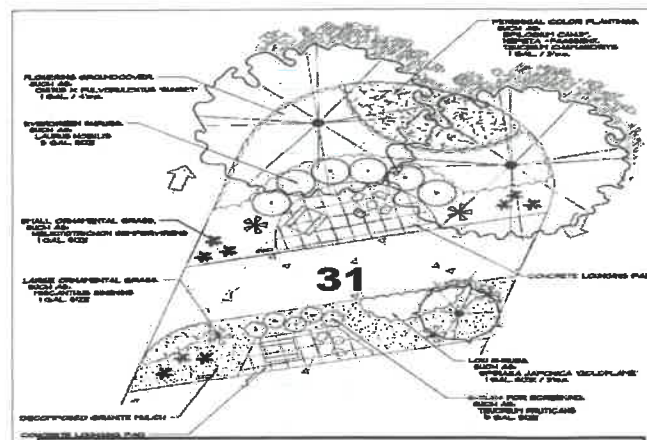 PERENNIAL COLOR PLANTINGS,
SUCH AS:
EPILOBIUM CANA*,
NEPETA *FAASSENII,
TEUCRIUM CHAMAEDRYS
1 GAL. / 3'o.c.
FLOWERING GROUNDCOVER,
SUCH AS:
CISTUS X PULVERULENTUS 'SUNSET'
1 GAL. / 4'o.c.
EVERGREEN SHRUBS,
SUCH AS:
LAURUS NOBILIS
5 GAL. SIZE
SMALL ORNAMENTAL GRASS,
SUCH AS:
HELICTOTRICHON SEMPERVIRENS
1 GAL. SIZE
LARGE ORNAMENTAL GRASS,
SUCH AS:
MISCANTHUS SINENSIS
1 GAL. SIZE
31
CONCRETE LOUNGING PAD
LOW SHRUBS,
SUCH AS:
SPIRAEA JAPONICA 'GOLDFLAME'
1 GAL. SIZE / 3'o.c.
SHRUBS FOR SCREENING,
SUCH AS:
TEUCRIUM FRUTICANS
5 GAL. SIZE
DECOMPOSED GRANITE MULCH
CONCRETE LOUNGING PAD